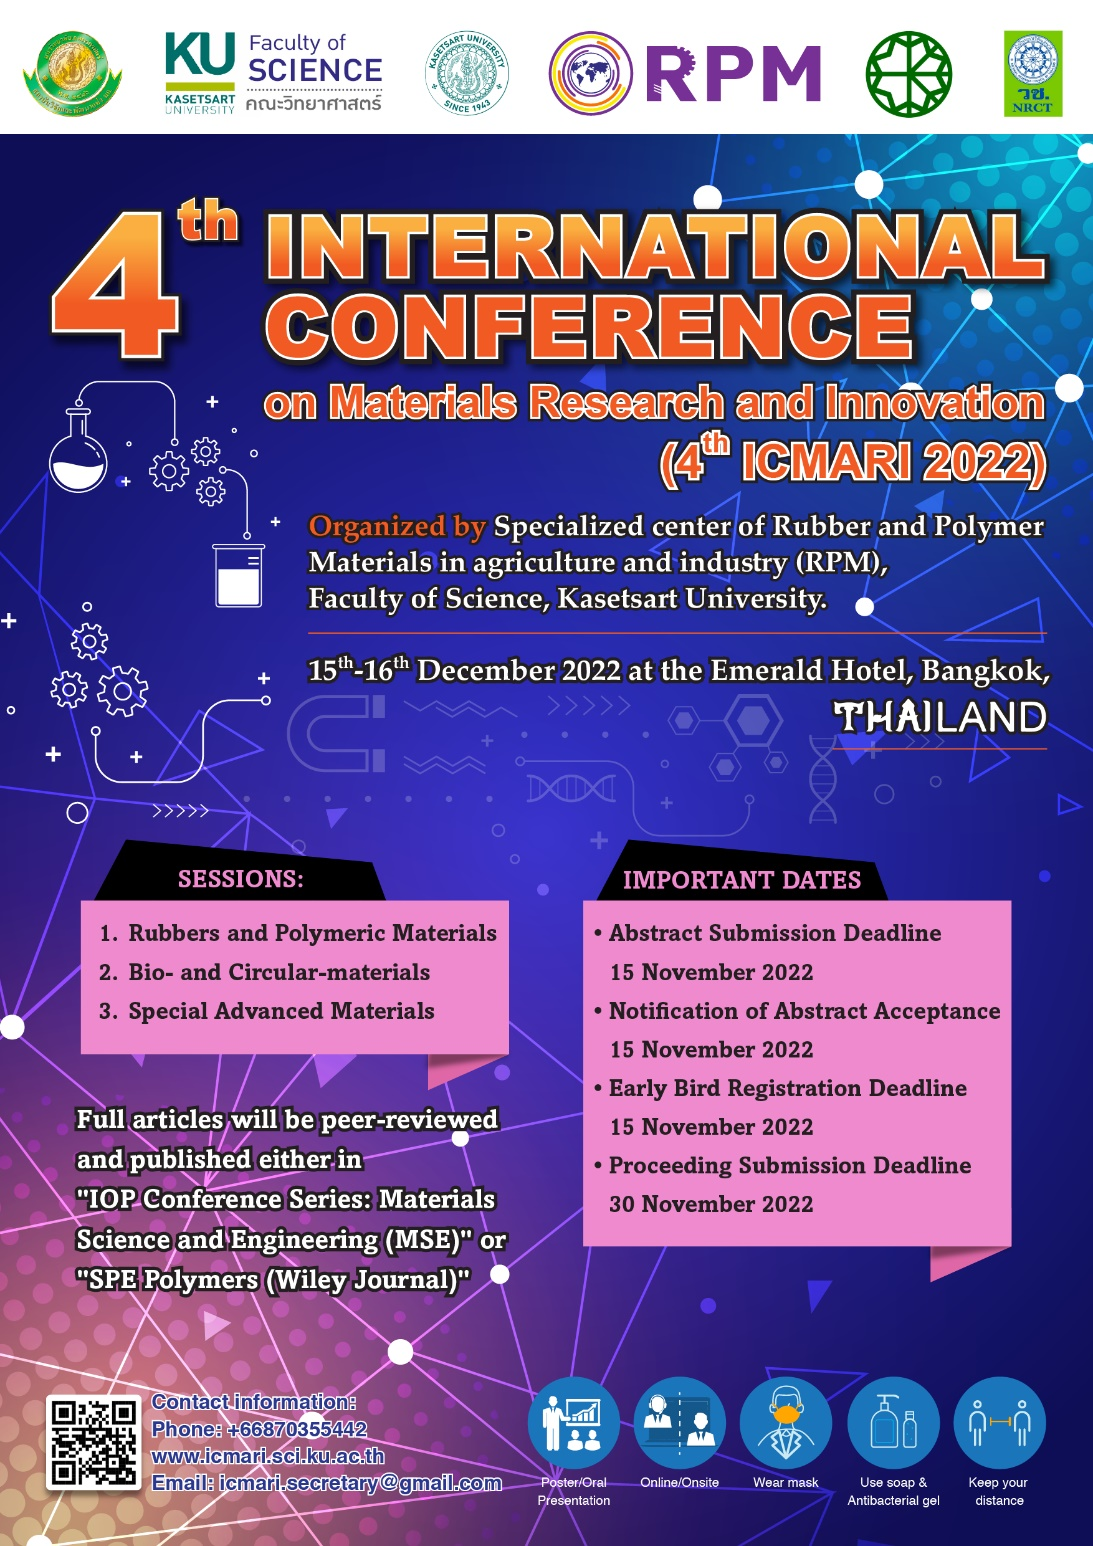 KU
KASETSART
UNIVERSITY
Faculty of
SCIENCE
คณะวิทยาศาสตร์
KASETSART UNIVERSITY
SINCE 1943
RPM
วช.
NRCT
4th INTERNATIONAL
CONFERENCE
on Materials Research and Innovation
(4th ICMARI 2022)
Organized by Specialized center of Rubber and Polymer
Materials in agriculture and industry (RPM),
Faculty of Science, Kasetsart University.
15th-16th December 2022 at the Emerald Hotel, Bangkok,
THAILAND
SESSIONS:
1. Rubbers and Polymeric Materials
2. Bio- and Circular-materials
3. Special Advanced Materials
Full articles will be peer-reviewed
and published either in
"IOP Conference Series: Materials
Science and Engineering (MSE)" or
"SPE Polymers (Wiley Journal)"
IMPORTANT DATES
• Abstract Submission Deadline
15 November 2022
• Notification of Abstract Acceptance
15 November 2022
• Early Bird Registration Deadline
15 November 2022
• Proceeding Submission Deadline
30 November 2022
Contact information:
Phone: +66870355442
www.icmari.sci.ku.ac.th
Email: icmari.secretary@gmail.com
Poster/Oral
Presentation
Online/Onsite
Wear mask
Use soap &
Antibacterial gel
Keep your
distance